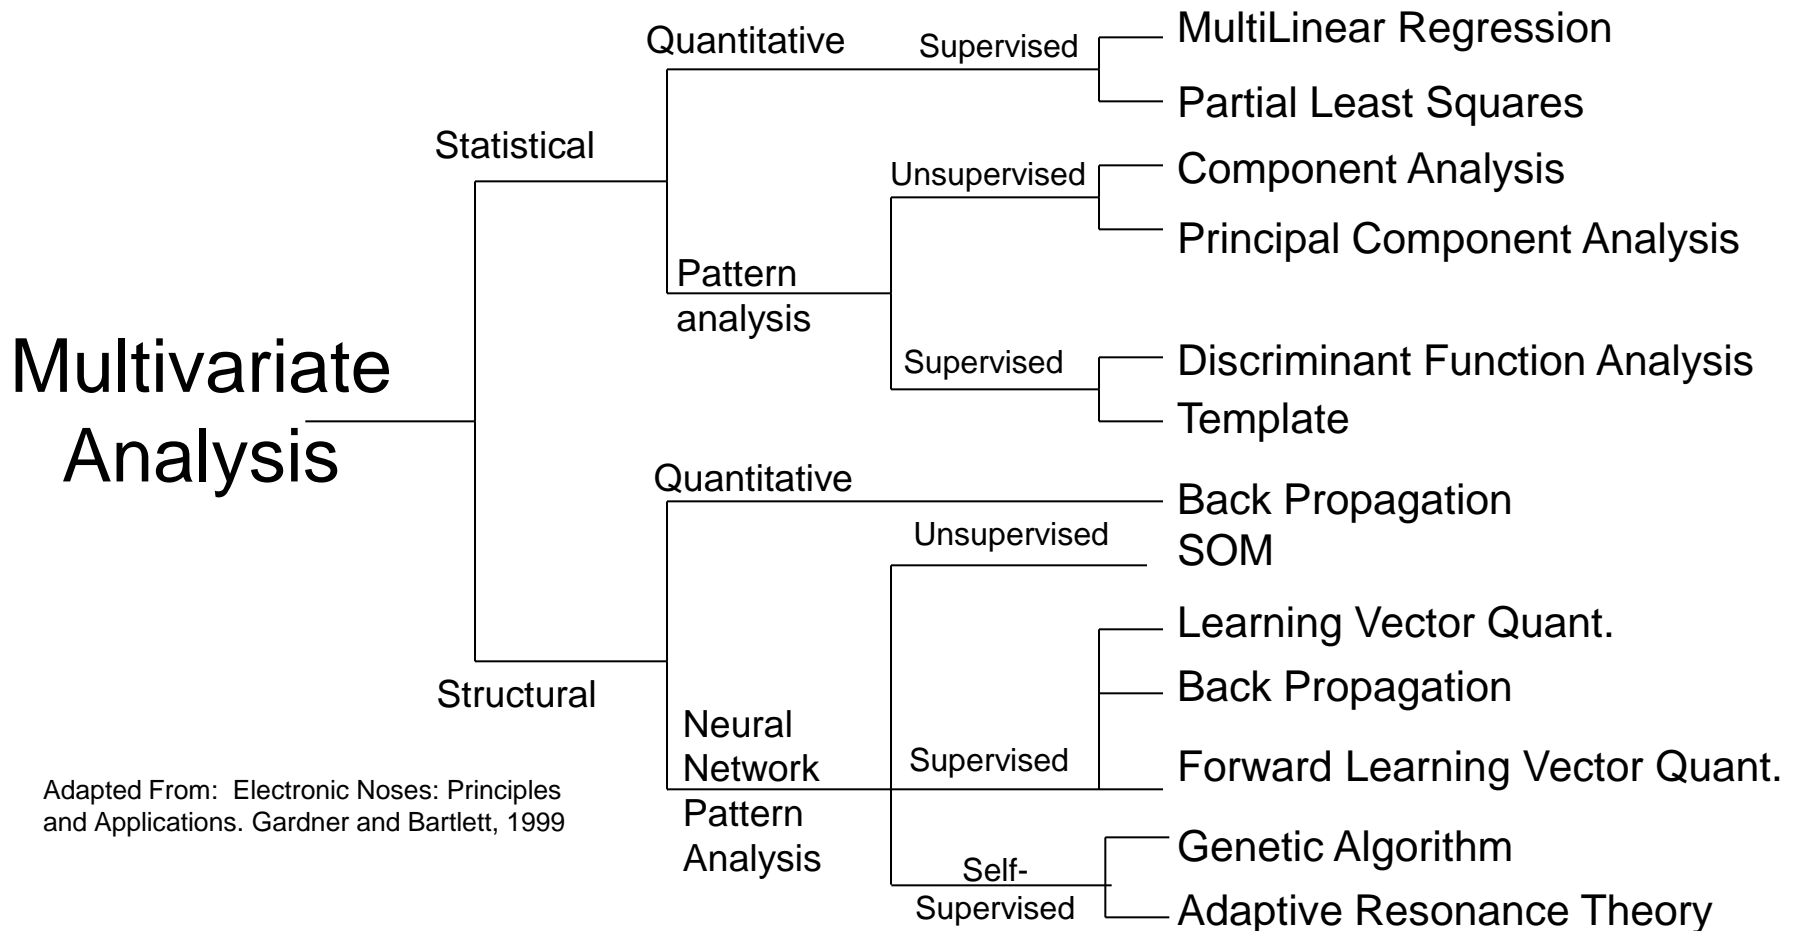 Quantitative
Supervised
MultiLinear Regression
Partial Least Squares
Statistical
Unsupervised
Component Analysis
Principal Component Analysis
Pattern
analysis
Supervised
Discriminant Function Analysis
Template
Multivariate
Analysis
Quantitative
Back Propagation
Unsupervised
SOM
Learning Vector Quant.
Structural
Back Propagation
Neural
Network
Pattern
Analysis
Supervised
Forward Learning Vector Quant.
Self-
Supervised
Genetic Algorithm
Adaptive Resonance Theory
Adapted From:  Electronic Noses: Principles
and Applications. Gardner and Bartlett, 1999